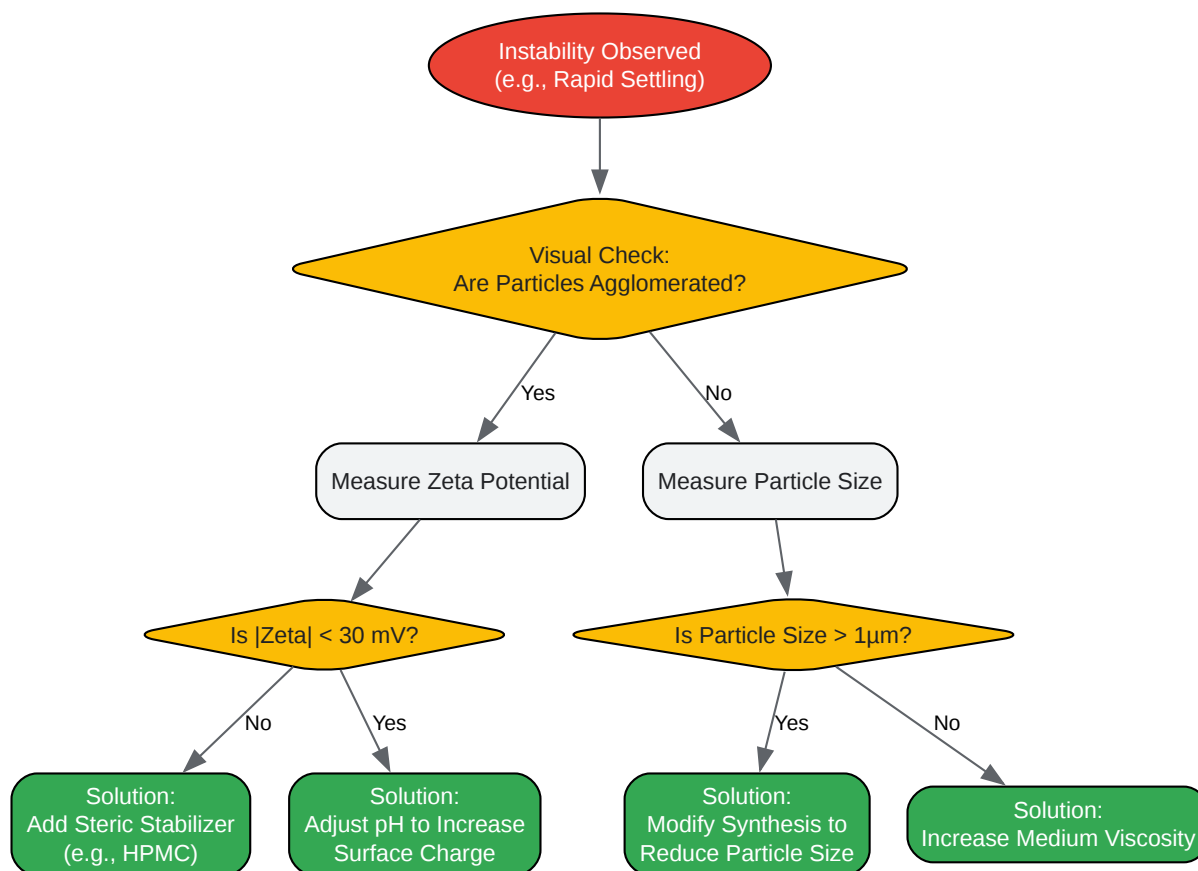 Instability Observed
(e.g., Rapid Settling)
Visual Check:
Are Particles Agglomerated?
Yes
No
Measure Zeta Potential
Measure Particle Size
Is |Zeta| < 30 mV?
Is Particle Size > 1µm?
No
Yes
Yes
No
Solution:
Add Steric Stabilizer
(e.g., HPMC)
Solution:
Adjust pH to Increase
Surface Charge
Solution:
Modify Synthesis to
Reduce Particle Size
Solution:
Increase Medium Viscosity